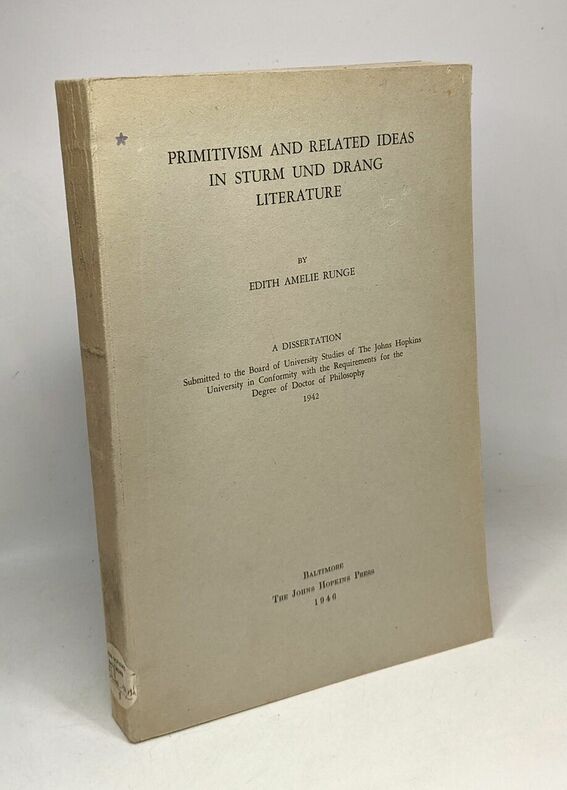 PRIMITIVISM AND RELATED IDEAS
IN STURM UND DRANG
LITERATURE
BY
EDITH AMELIE RUNGE
A DISSERTATION
Submitted to the Board of University Studies of The Johns Hopkins
University in Conformity with the Requirements for the
Degree of Doctor of Philosophy
1942
BALTIMORE
THE JOHNS HOPKINS PRESS
1946